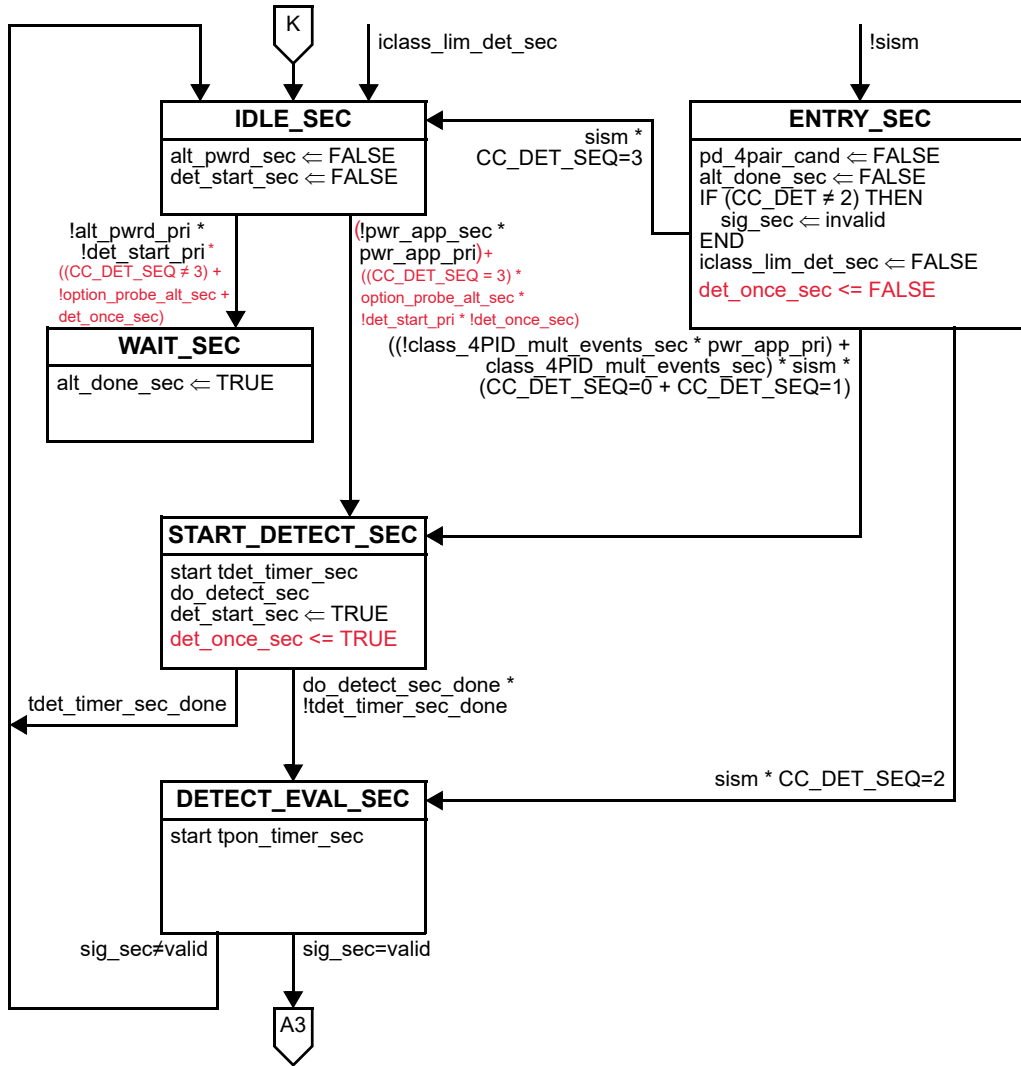 K
iclass_lim_det_sec
!sism
IDLE_SEC
alt_pwrd_sec ⇐ FALSE
det_start_sec ⇐ FALSE
sism *
CC_DET_SEQ=3
ENTRY_SEC
pd_4pair_cand ⇐ FALSE
alt_done_sec ⇐ FALSE
IF (CC_DET ≠ 2) THEN
sig_sec ⇐ invalid
END
iclass_lim_det_sec ⇐ FALSE
det_once_sec <= FALSE
!alt_pwrd_pri *
!det_start_pri *
((CC_DET_SEQ ≠ 3) +
!option_probe_alt_sec +
det_once_sec)
(!pwr_app_sec *
pwr_app_pri)+
((CC_DET_SEQ = 3) *
option_probe_alt_sec *
!det_start_pri * !det_once_sec)
WAIT_SEC
alt_done_sec ⇐ TRUE
((!class_4PID_mult_events_sec * pwr_app_pri) +
class_4PID_mult_events_sec) * sism *
(CC_DET_SEQ=0 + CC_DET_SEQ=1)
START_DETECT_SEC
start tdet_timer_sec
do_detect_sec
det_start_sec ⇐ TRUE
det_once_sec <= TRUE
tdet_timer_sec_done
do_detect_sec_done *
!tdet_timer_sec_done
sism * CC_DET_SEQ=2
DETECT_EVAL_SEC
start tpon_timer_sec
sig_sec≠valid
sig_sec=valid
A3